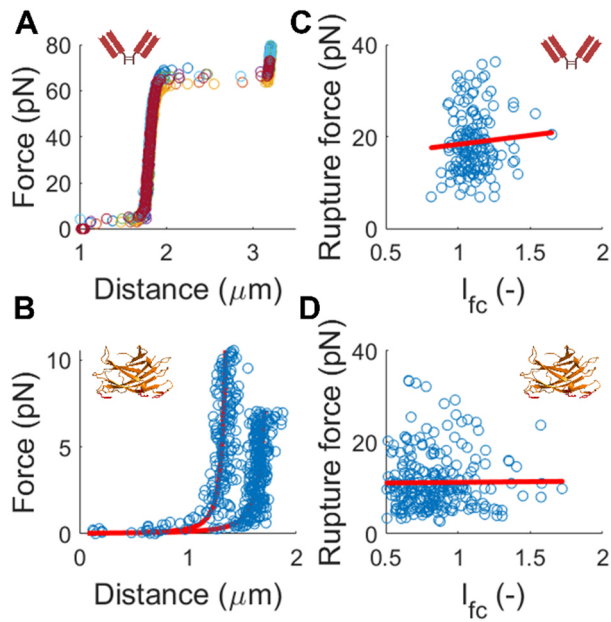 A
80
60
40
20
0
Force (pN)
1
2
3
Distance (μm)
C
40
20
0
Rupture force (pN)
0.5
1
1.5
2
I_fc (-)
B
10
5
0
Force (pN)
0
1
2
Distance (μm)
D
40
20
0
Rupture force (pN)
0.5
1
1.5
2
I_fc (-)